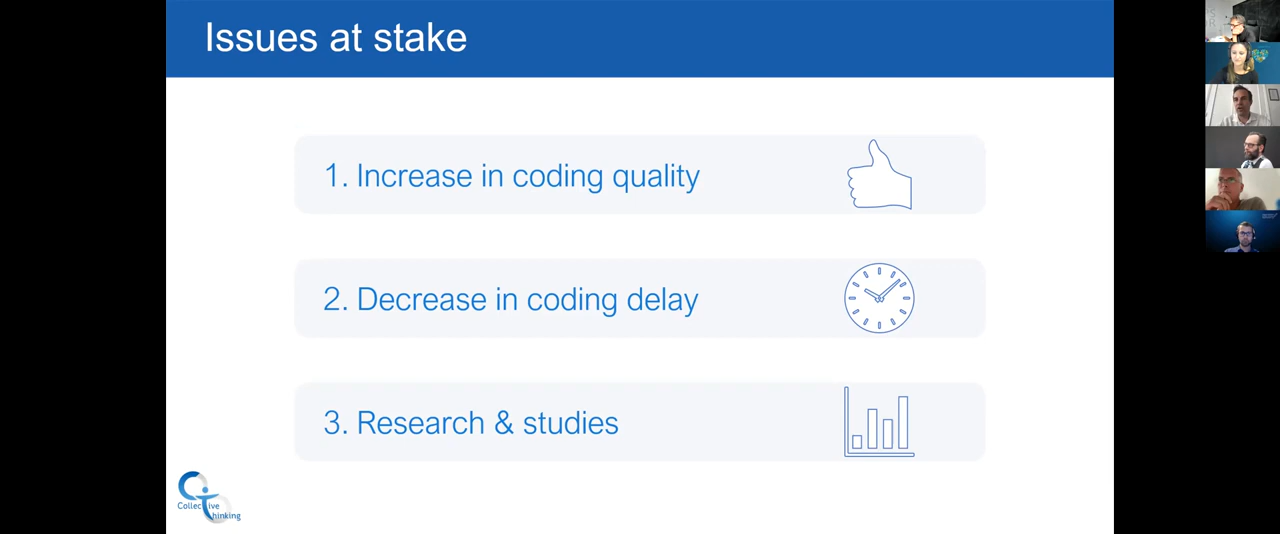 Issues at stake
1. Increase in coding quality
2. Decrease in coding delay
3. Research & studies
Collective
Thinking